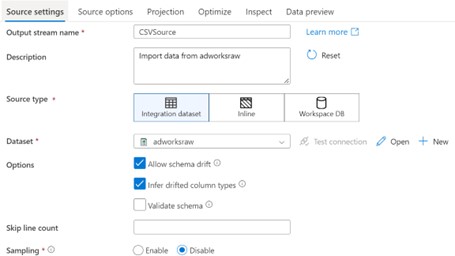 Source settings Source options Projection Optimize Inspect Data preview
Output stream name * CSVSource Learn more
Description Import data from adworksraw Reset
Source type * Integration dataset Inline Workspace DB
Dataset * adworksraw Test connection Open New
Options Allow schema drift
Infer drifted column types
Validate schema
Skip line count
Sampling * Enable Disable